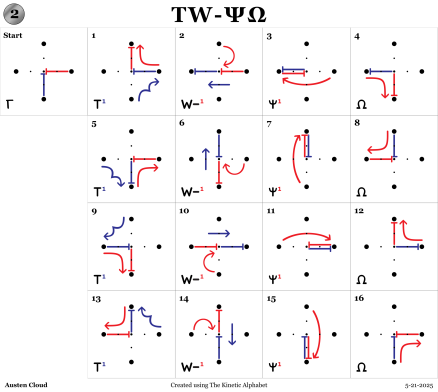 2
TW-ΨΩ
Start 1 2 3 4
Γ T¹ W-¹ Ψ¹ Ω
5 6 7 8
T¹ W-¹ Ψ¹ Ω
9 10 11 12
T¹ W-¹ Ψ¹ Ω
13 14 15 16
T¹ W-¹ Ψ¹ Ω
Austen Cloud Created using The Kinetic Alphabet 5-21-2025